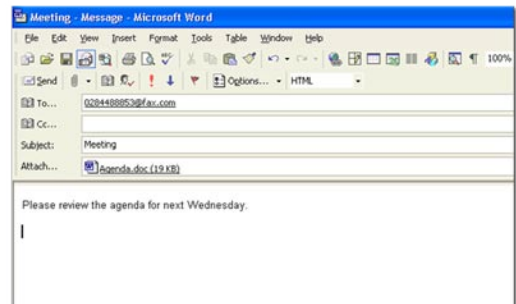 Meeting - Message - Microsoft Word
File Edit View Insert Format Tools Table Window Help
100%
Send Options... HTML
To... 0284488853@fax.com
Cc...
Subject: Meeting
Attach... Agenda.doc (19 KB)
Please review the agenda for next Wednesday.